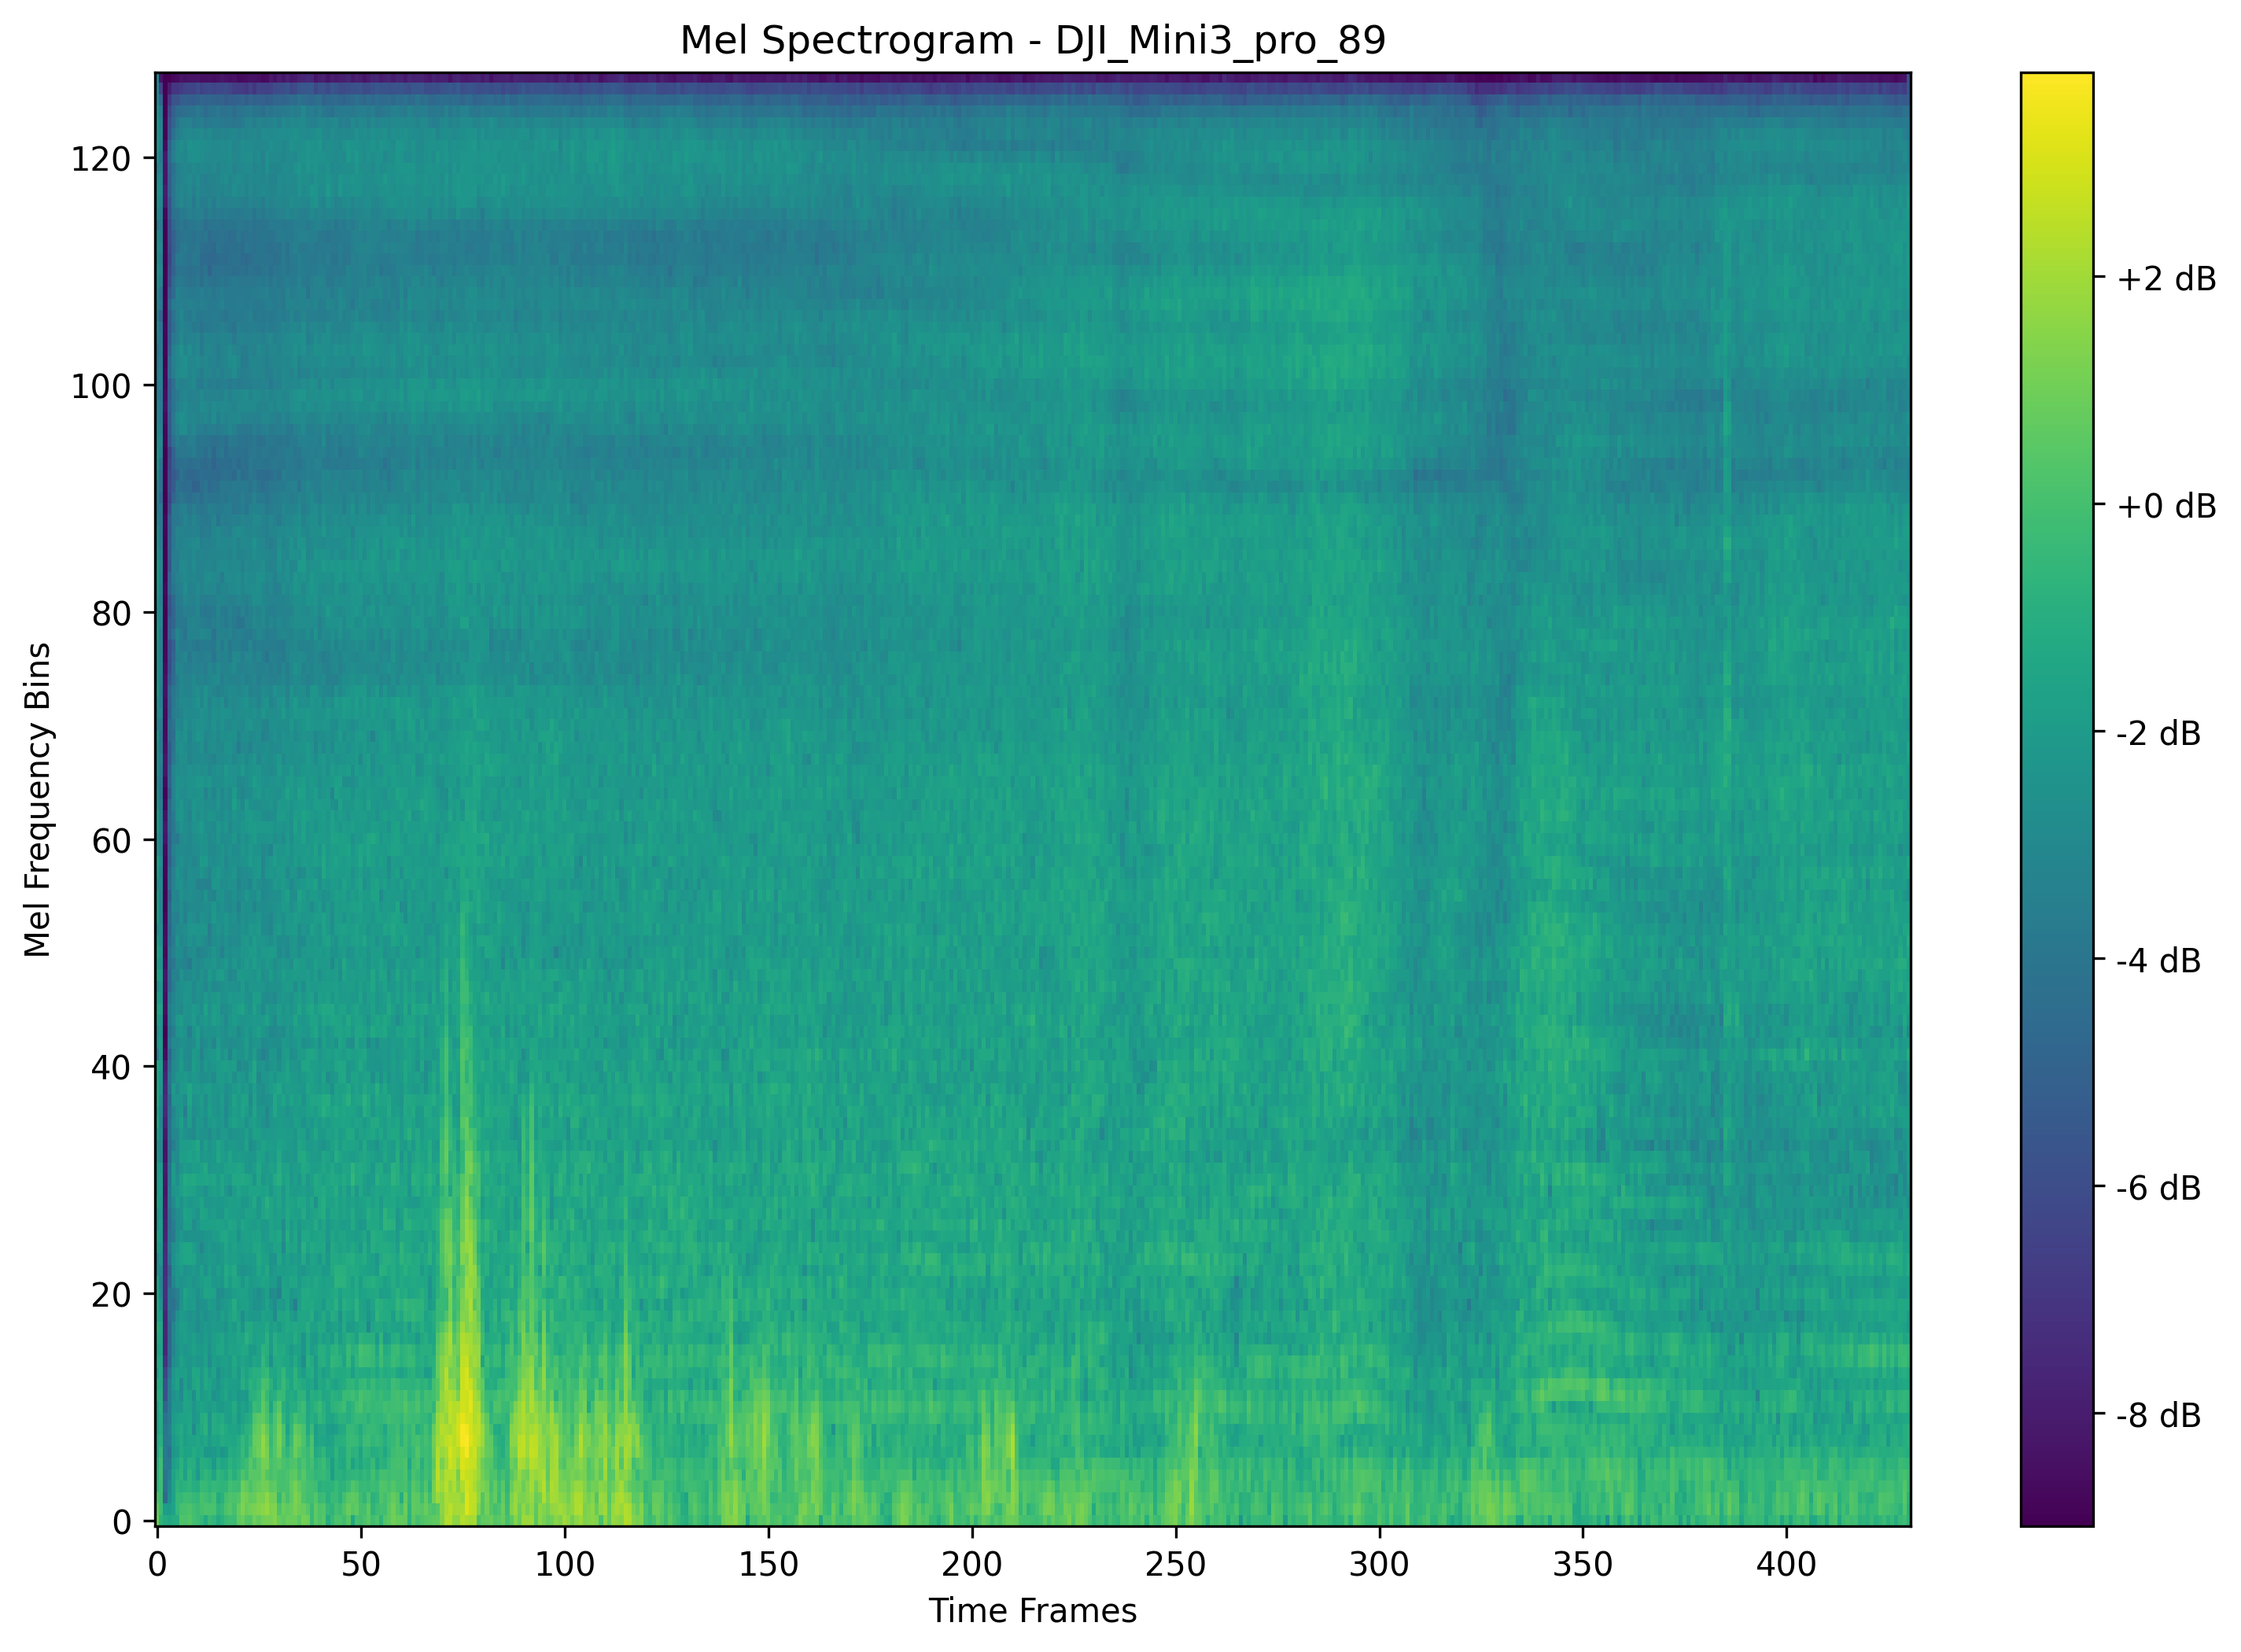 Mel Spectrogram - DJI_Mini3_pro_89
Mel Frequency Bins
120
100
80
60
40
20
0
0 50 100 150 200 250 300 350 400
Time Frames
+2 dB
+0 dB
-2 dB
-4 dB
-6 dB
-8 dB